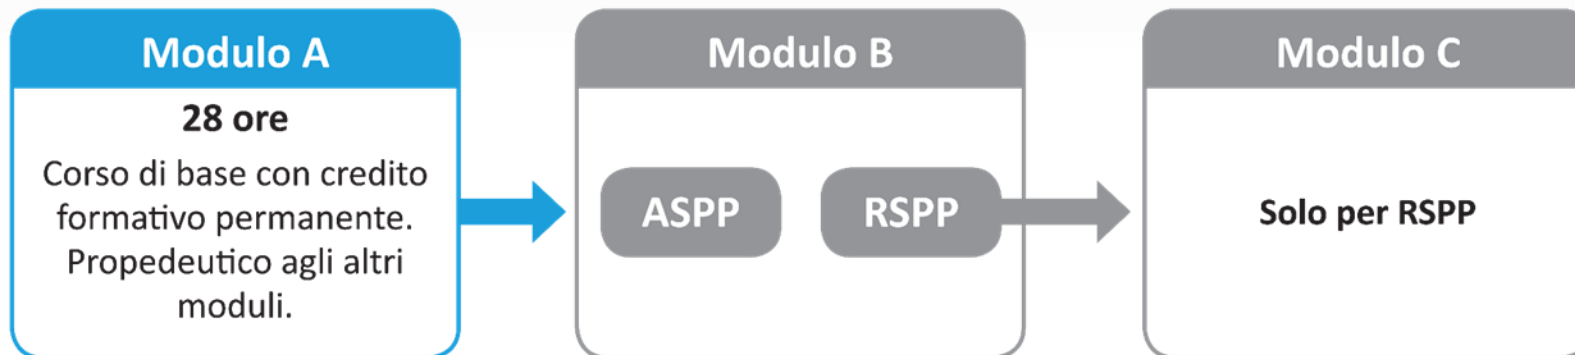 Modulo A
28 ore
Corso di base con credito
formativo permanente.
Propedeutico agli altri
moduli.
Modulo B
ASPP
RSPP
Modulo C
Solo per RSPP